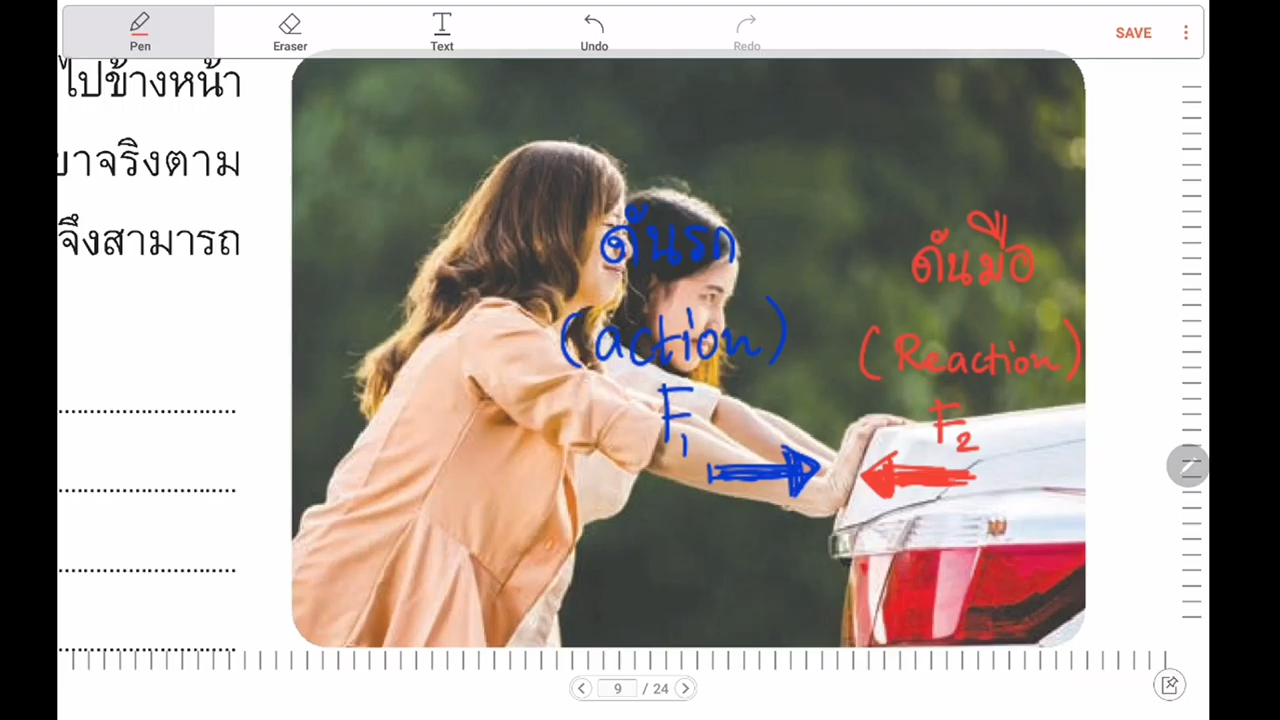 Pen
Eraser
Text
Undo
Redo
SAVE
ไปข้างหน้า
ขาจริงตาม
จึงสามารถ
ดันรถ
(action)
F1
ดันมือ
(Reaction)
F2
9 / 24